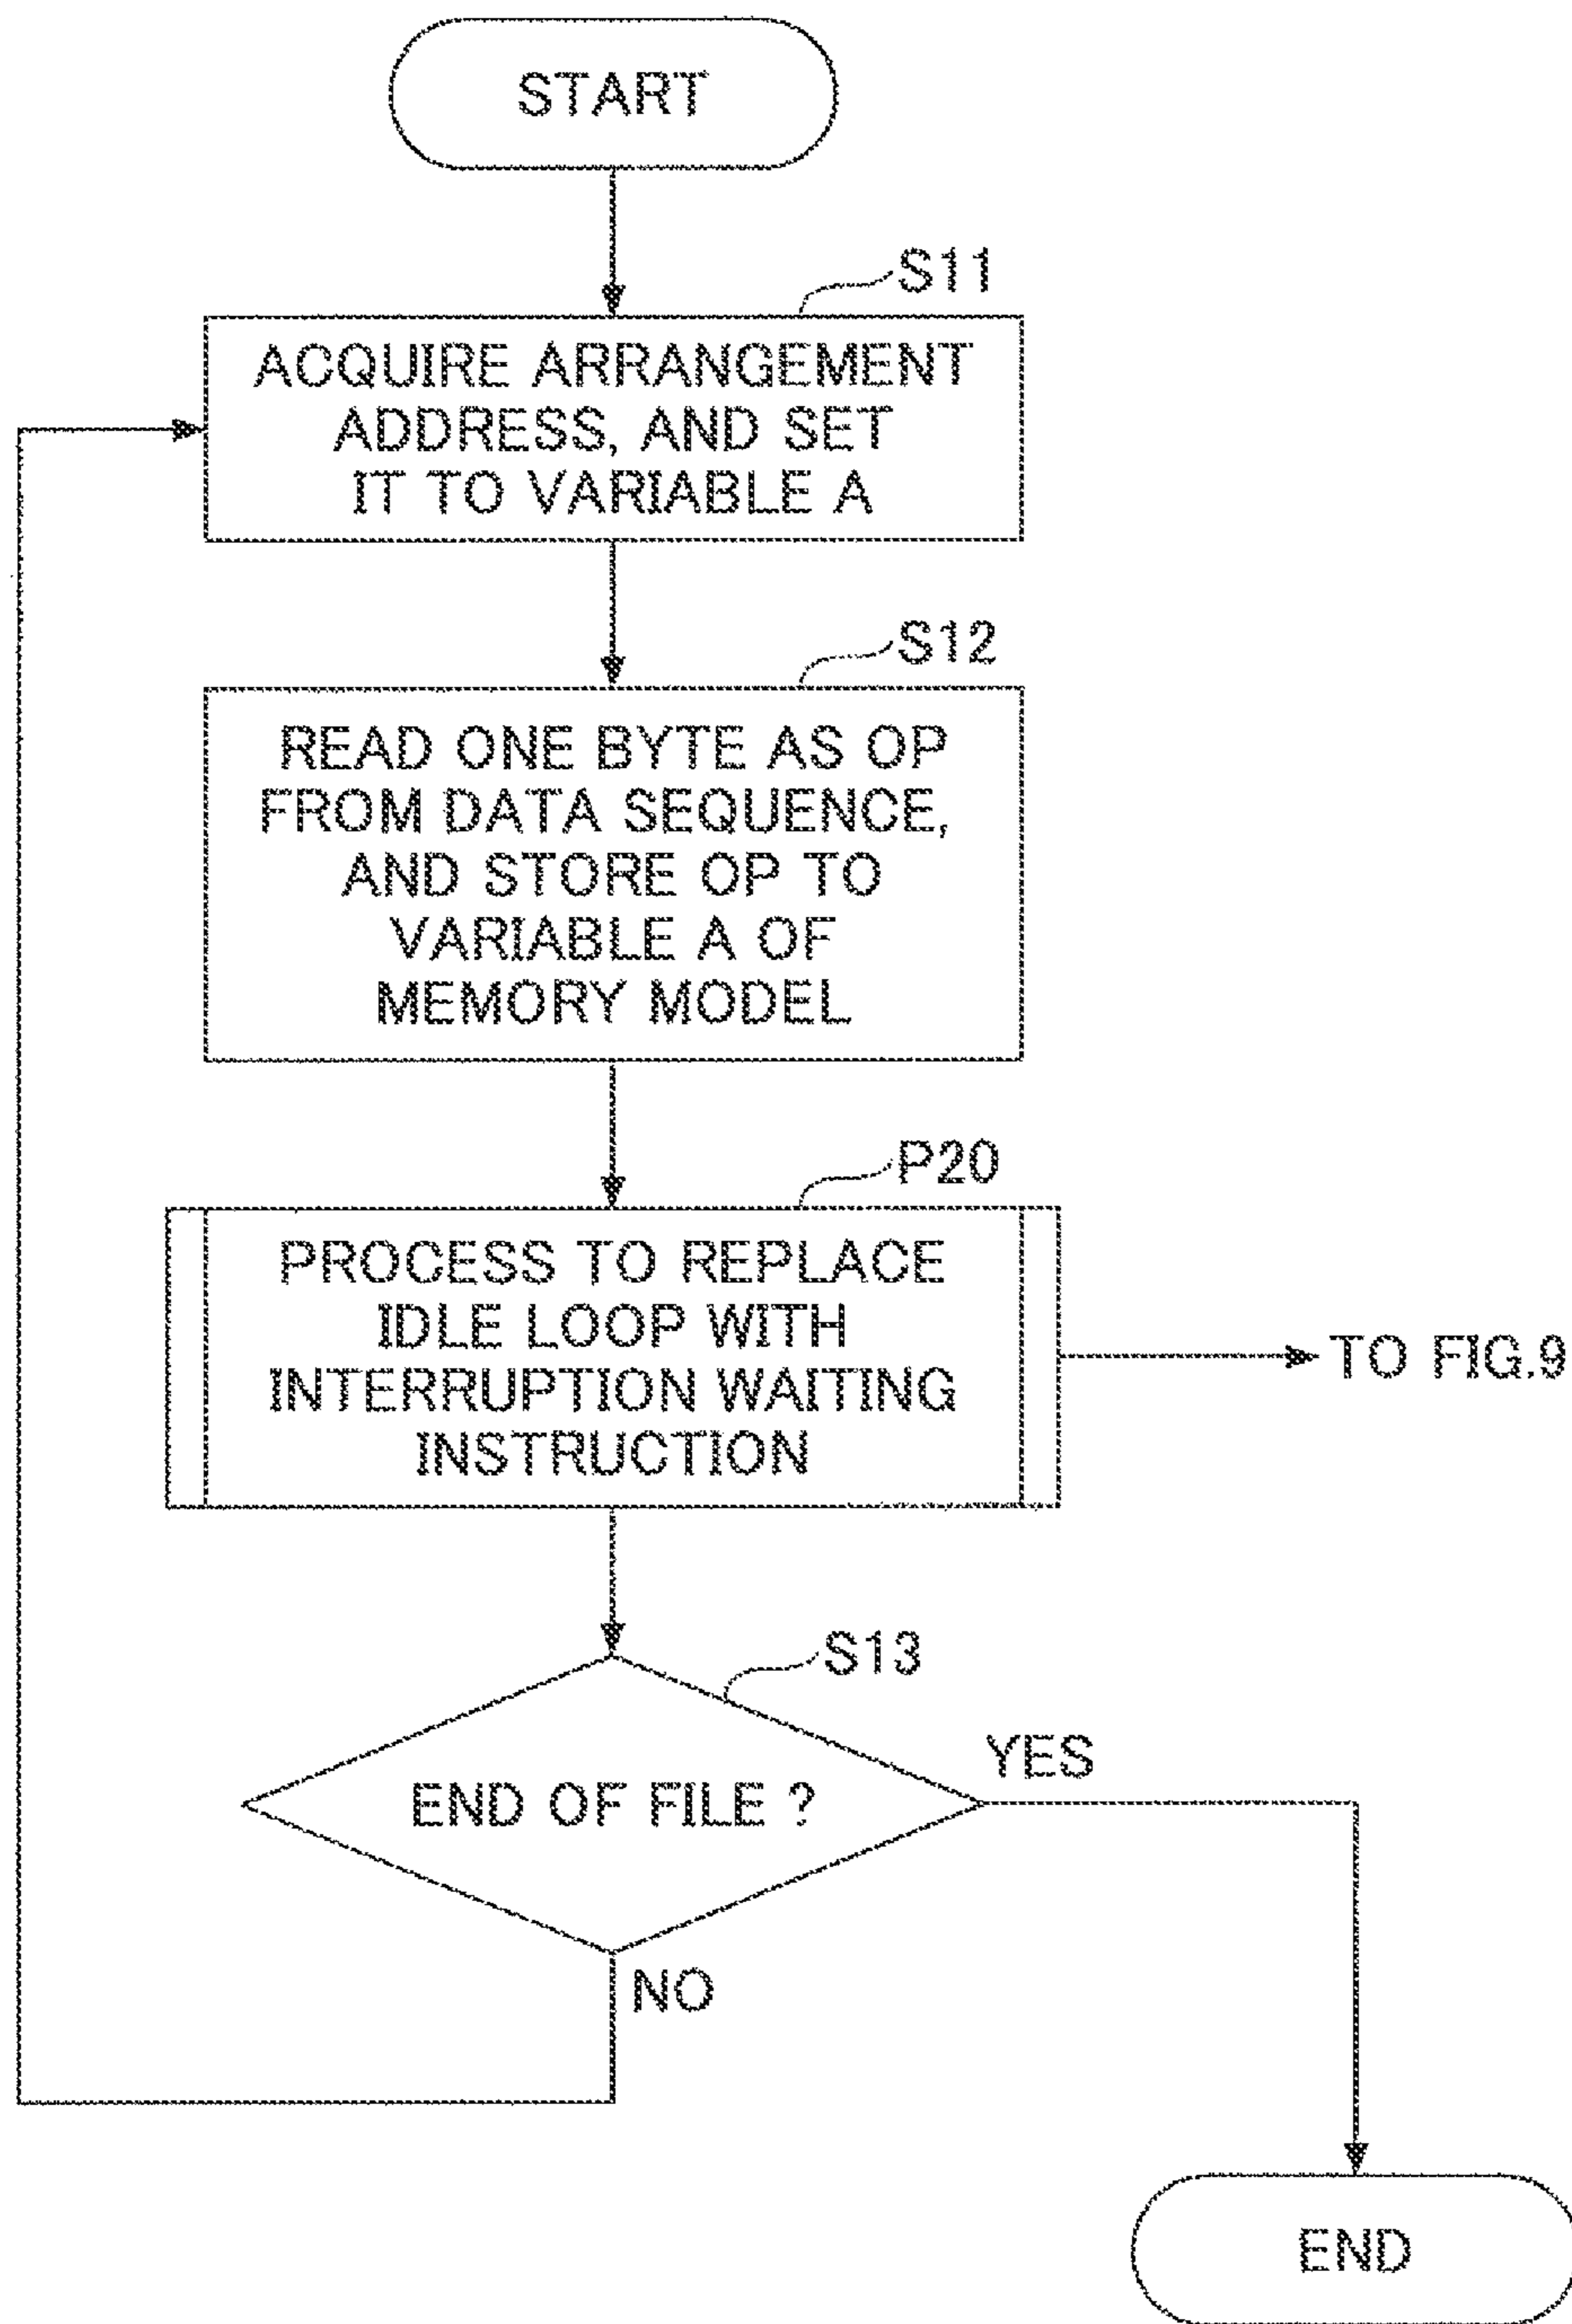 START
S11
ACQUIRE ARRANGEMENT
ADDRESS, AND SET
IT TO VARIABLE A
S12
READ ONE BYTE AS OP
FROM DATA SEQUENCE,
AND STORE OP TO
VARIABLE A OF
MEMORY MODEL
P20
PROCESS TO REPLACE
IDLE LOOP WITH
INTERRUPTION WAITING
INSTRUCTION
TO FIG.9
S13
END OF FILE ?
YES
NO
END